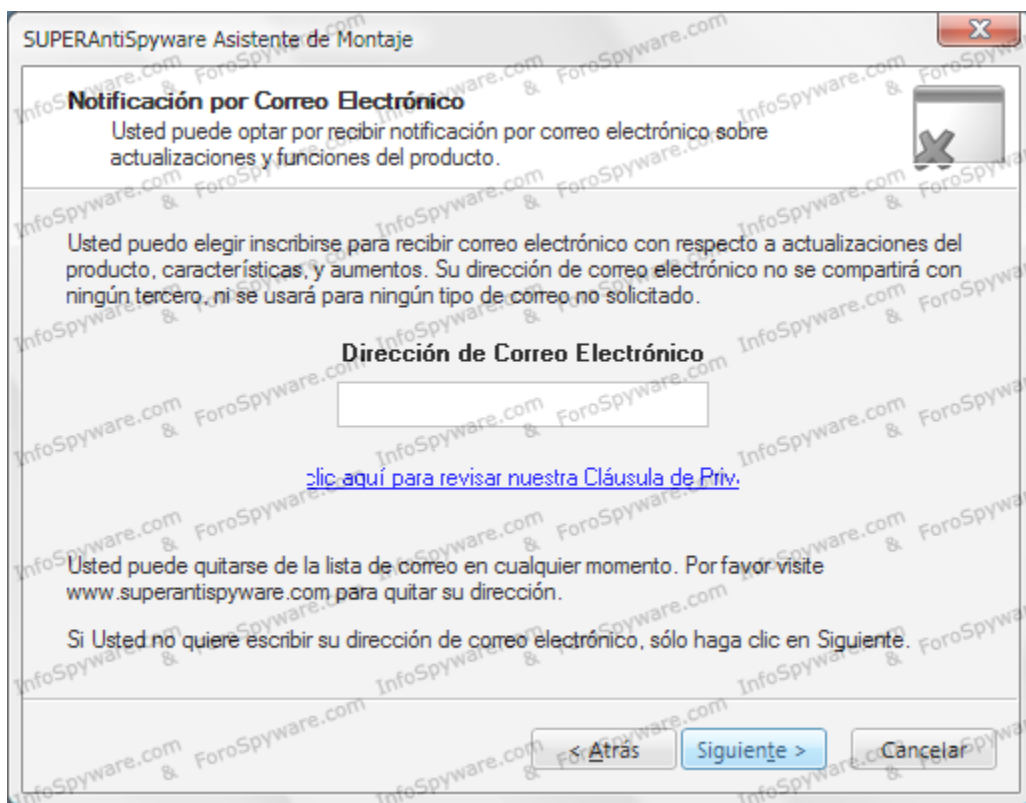 SUPERAntiSpyware Asistente de Montaje
Notificación por Correo Electrónico
Usted puede optar por recibir notificación por correo electrónico sobre
actualizaciones y funciones del producto.
Usted puedo elegir inscribirse para recibir correo electrónico con respecto a actualizaciones del
producto, características, y aumentos. Su dirección de correo electrónico no se compartirá con
ningún tercero, ni se usará para ningún tipo de correo no solicitado.
Dirección de Correo Electrónico
clic aquí para revisar nuestra Cláusula de Priv
Usted puede quitarse de la lista de correo en cualquier momento. Por favor visite
www.superantispyware.com para quitar su dirección.
Si Usted no quiere escribir su dirección de correo electrónico, sólo haga clic en Siguiente.
< Atrás Siguiente > Cancelar
InfoSpyware.com & ForoSpyware.com